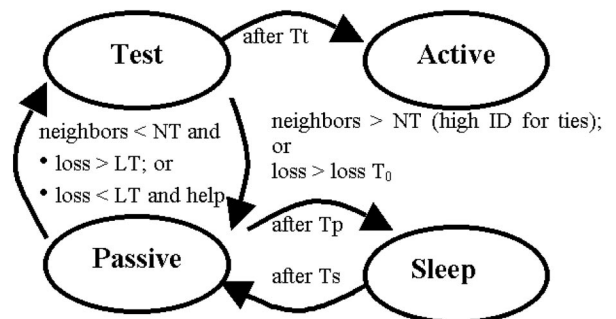 Test
after Tt
Active
neighbors < NT and
• loss > LT; or
• loss < LT and help
neighbors > NT (high ID for ties);
or
loss > loss T₀
Passive
after Tp
after Ts
Sleep